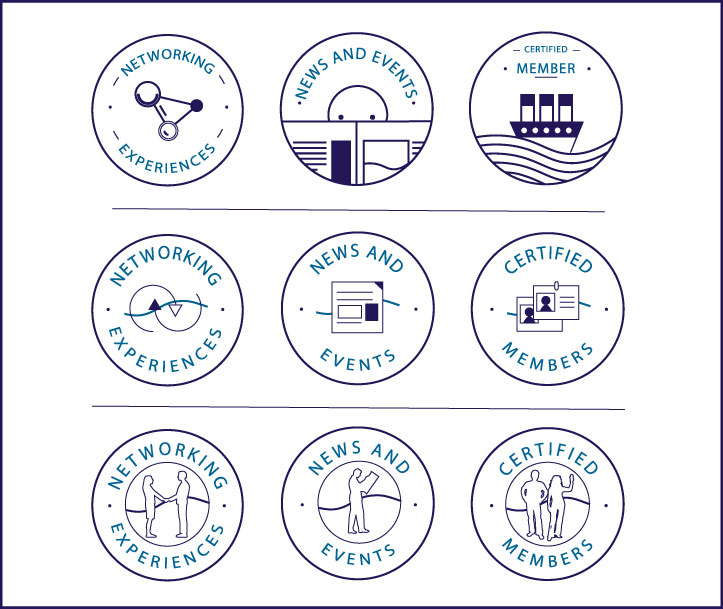 NETWORKING
EXPERIENCES
NEWS AND EVENTS
CERTIFIED
MEMBER
NETWORKING
EXPERIENCES
NEWS AND
EVENTS
CERTIFIED
MEMBERS
NETWORKING
EXPERIENCES
NEWS AND
EVENTS
CERTIFIED
MEMBERS